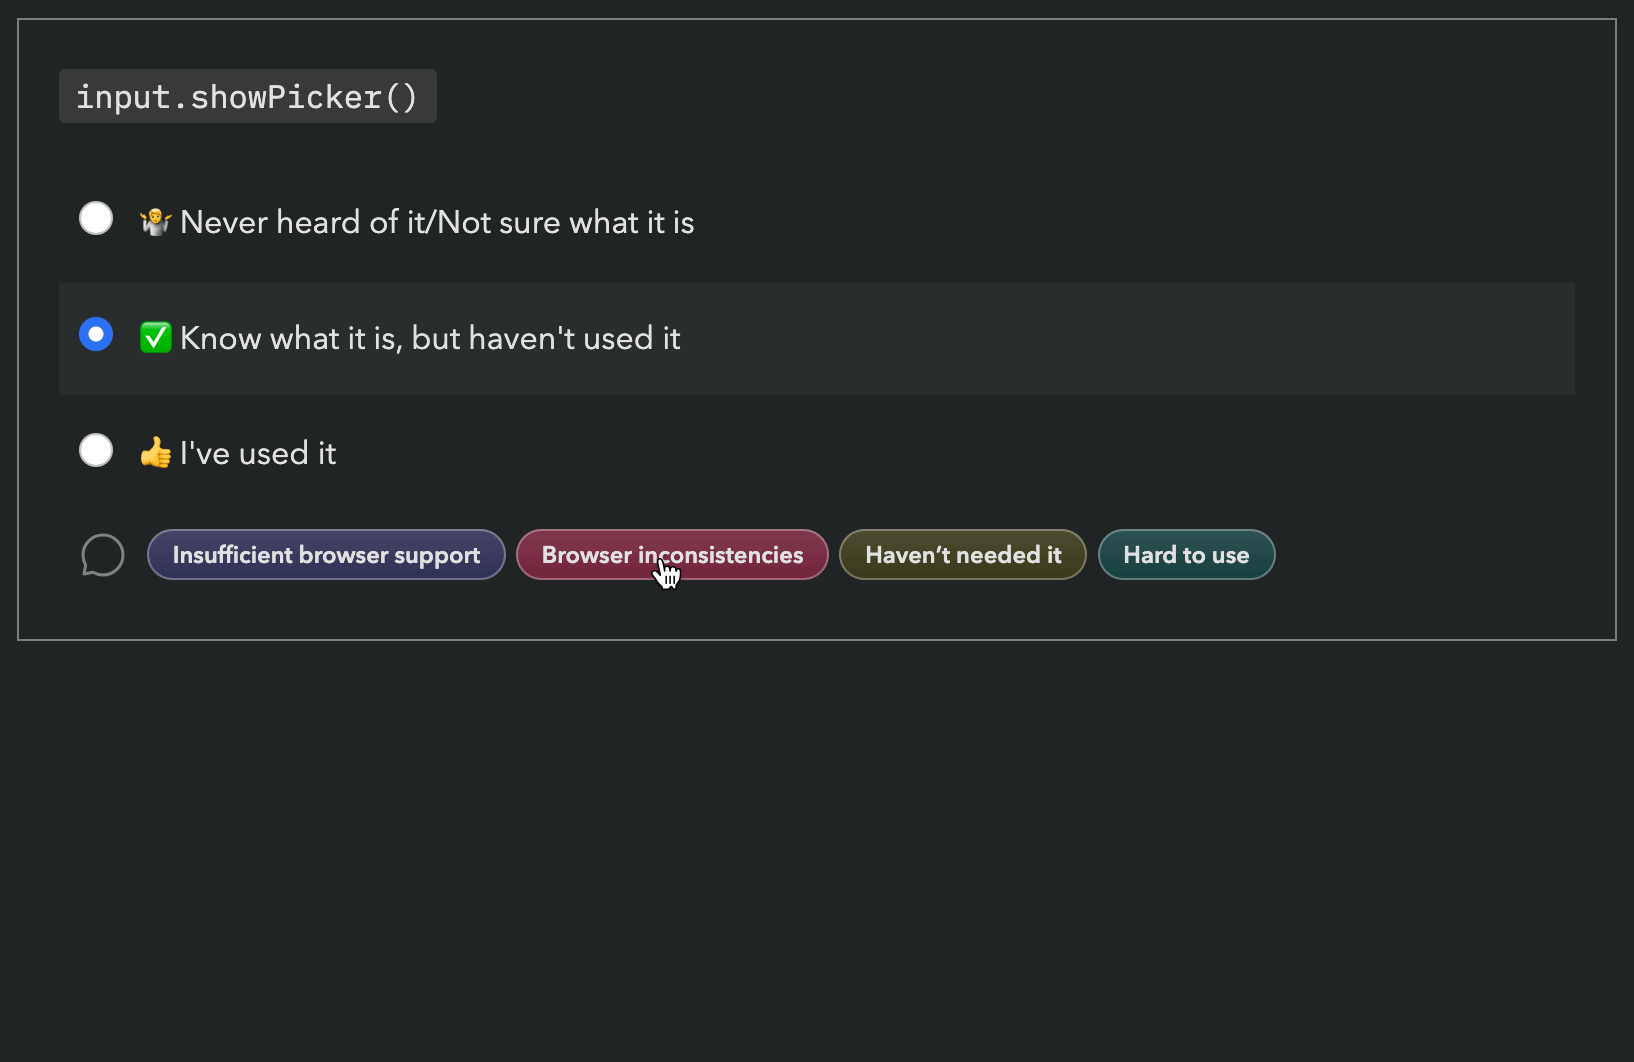 input.showPicker()
🤷 Never heard of it/Not sure what it is
✅ Know what it is, but haven't used it
👍 I've used it
Insufficient browser support Browser inconsistencies Haven’t needed it Hard to use